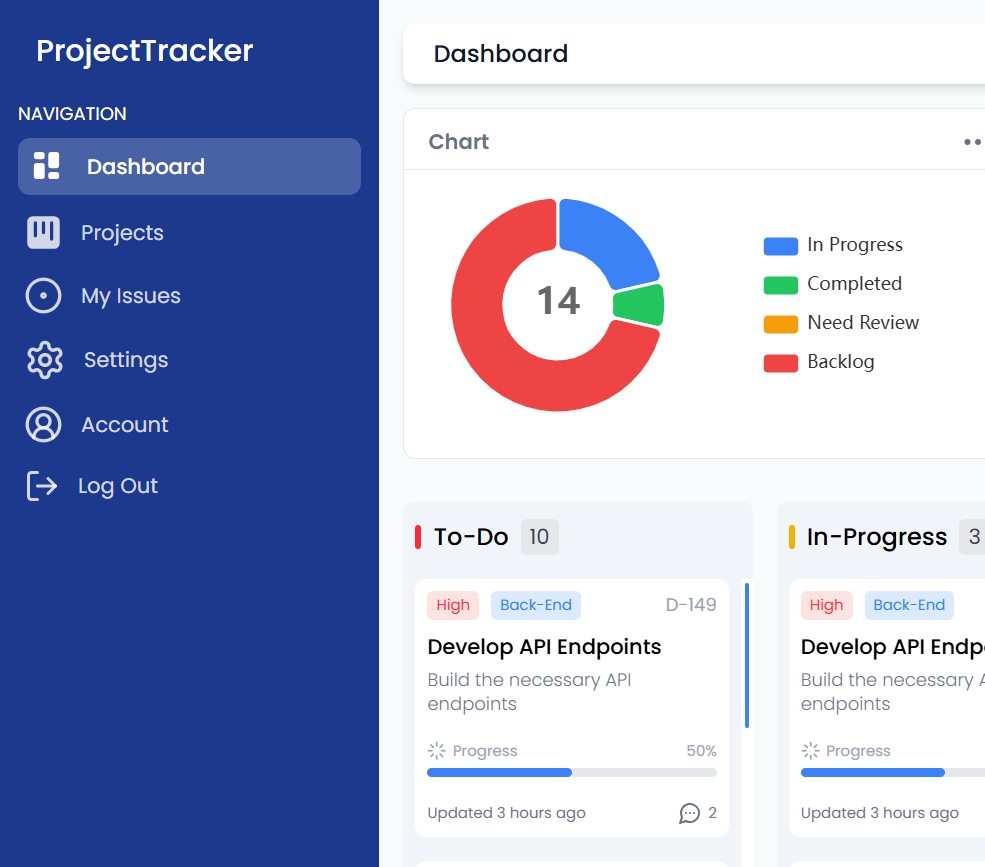 ProjectTracker
NAVIGATION
Dashboard
Projects
My Issues
Settings
Account
Log Out
Dashboard
Chart
14
In Progress
Completed
Need Review
Backlog
To-Do 10
High Back-End D-149
Develop API Endpoints
Build the necessary API
endpoints
Progress 50%
Updated 3 hours ago 2
In-Progress 3
High Back-End
Develop API Endp
Build the necessary A
endpoints
Progress
Updated 3 hours ago